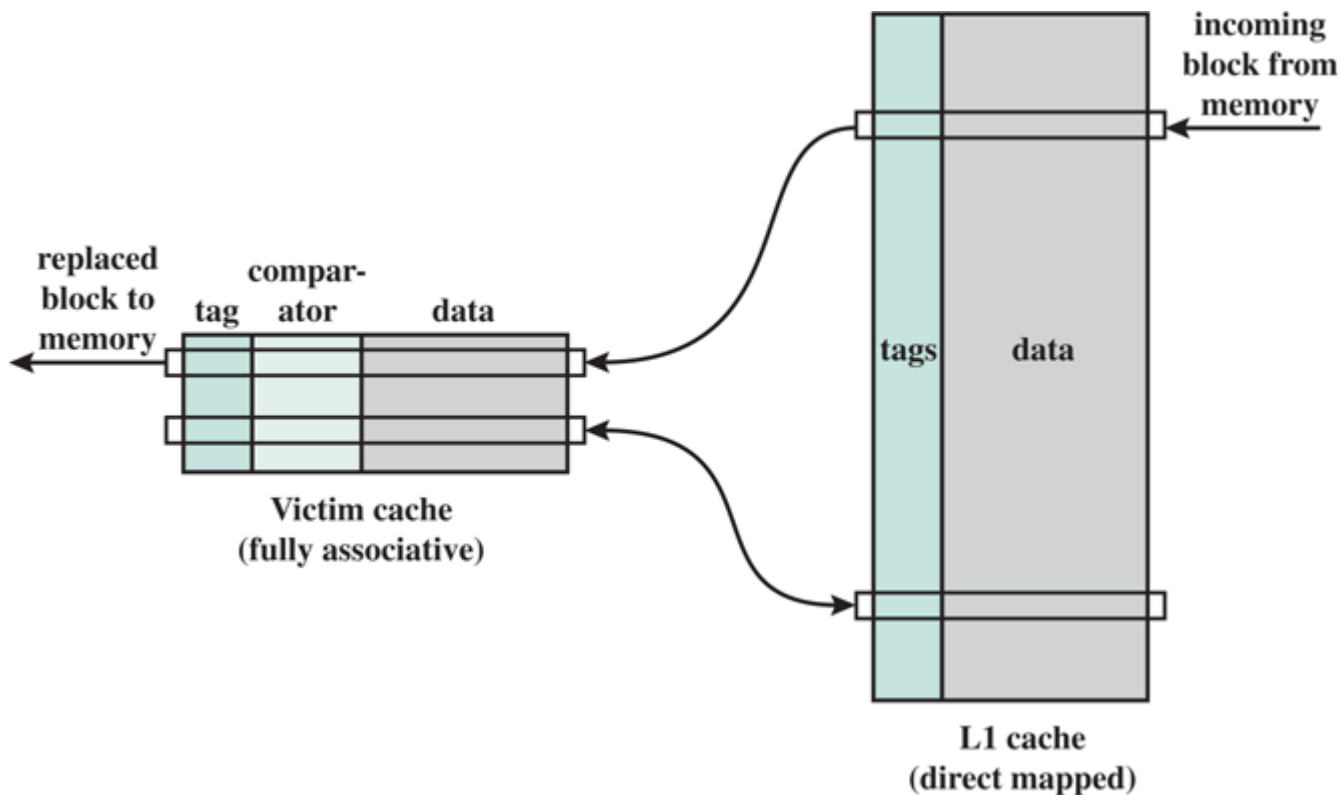 incoming
block from
memory
replaced
block to
memory
tag
compar-
ator
data
tags
data
Victim cache
(fully associative)
L1 cache
(direct mapped)